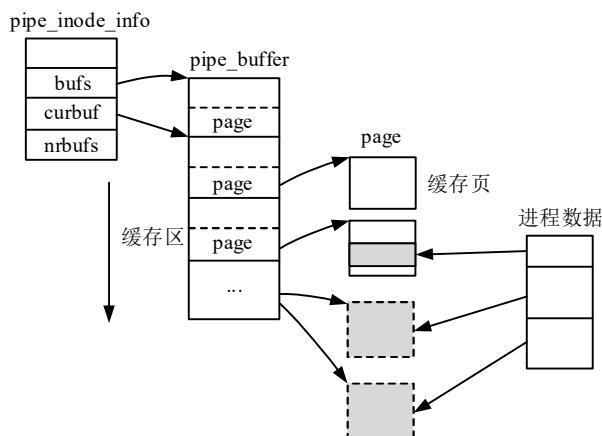 pipe_inode_info
bufs
curbuf
nrbufs
pipe_buffer
page
page
page
...
缓存区
page
缓存页
进程数据